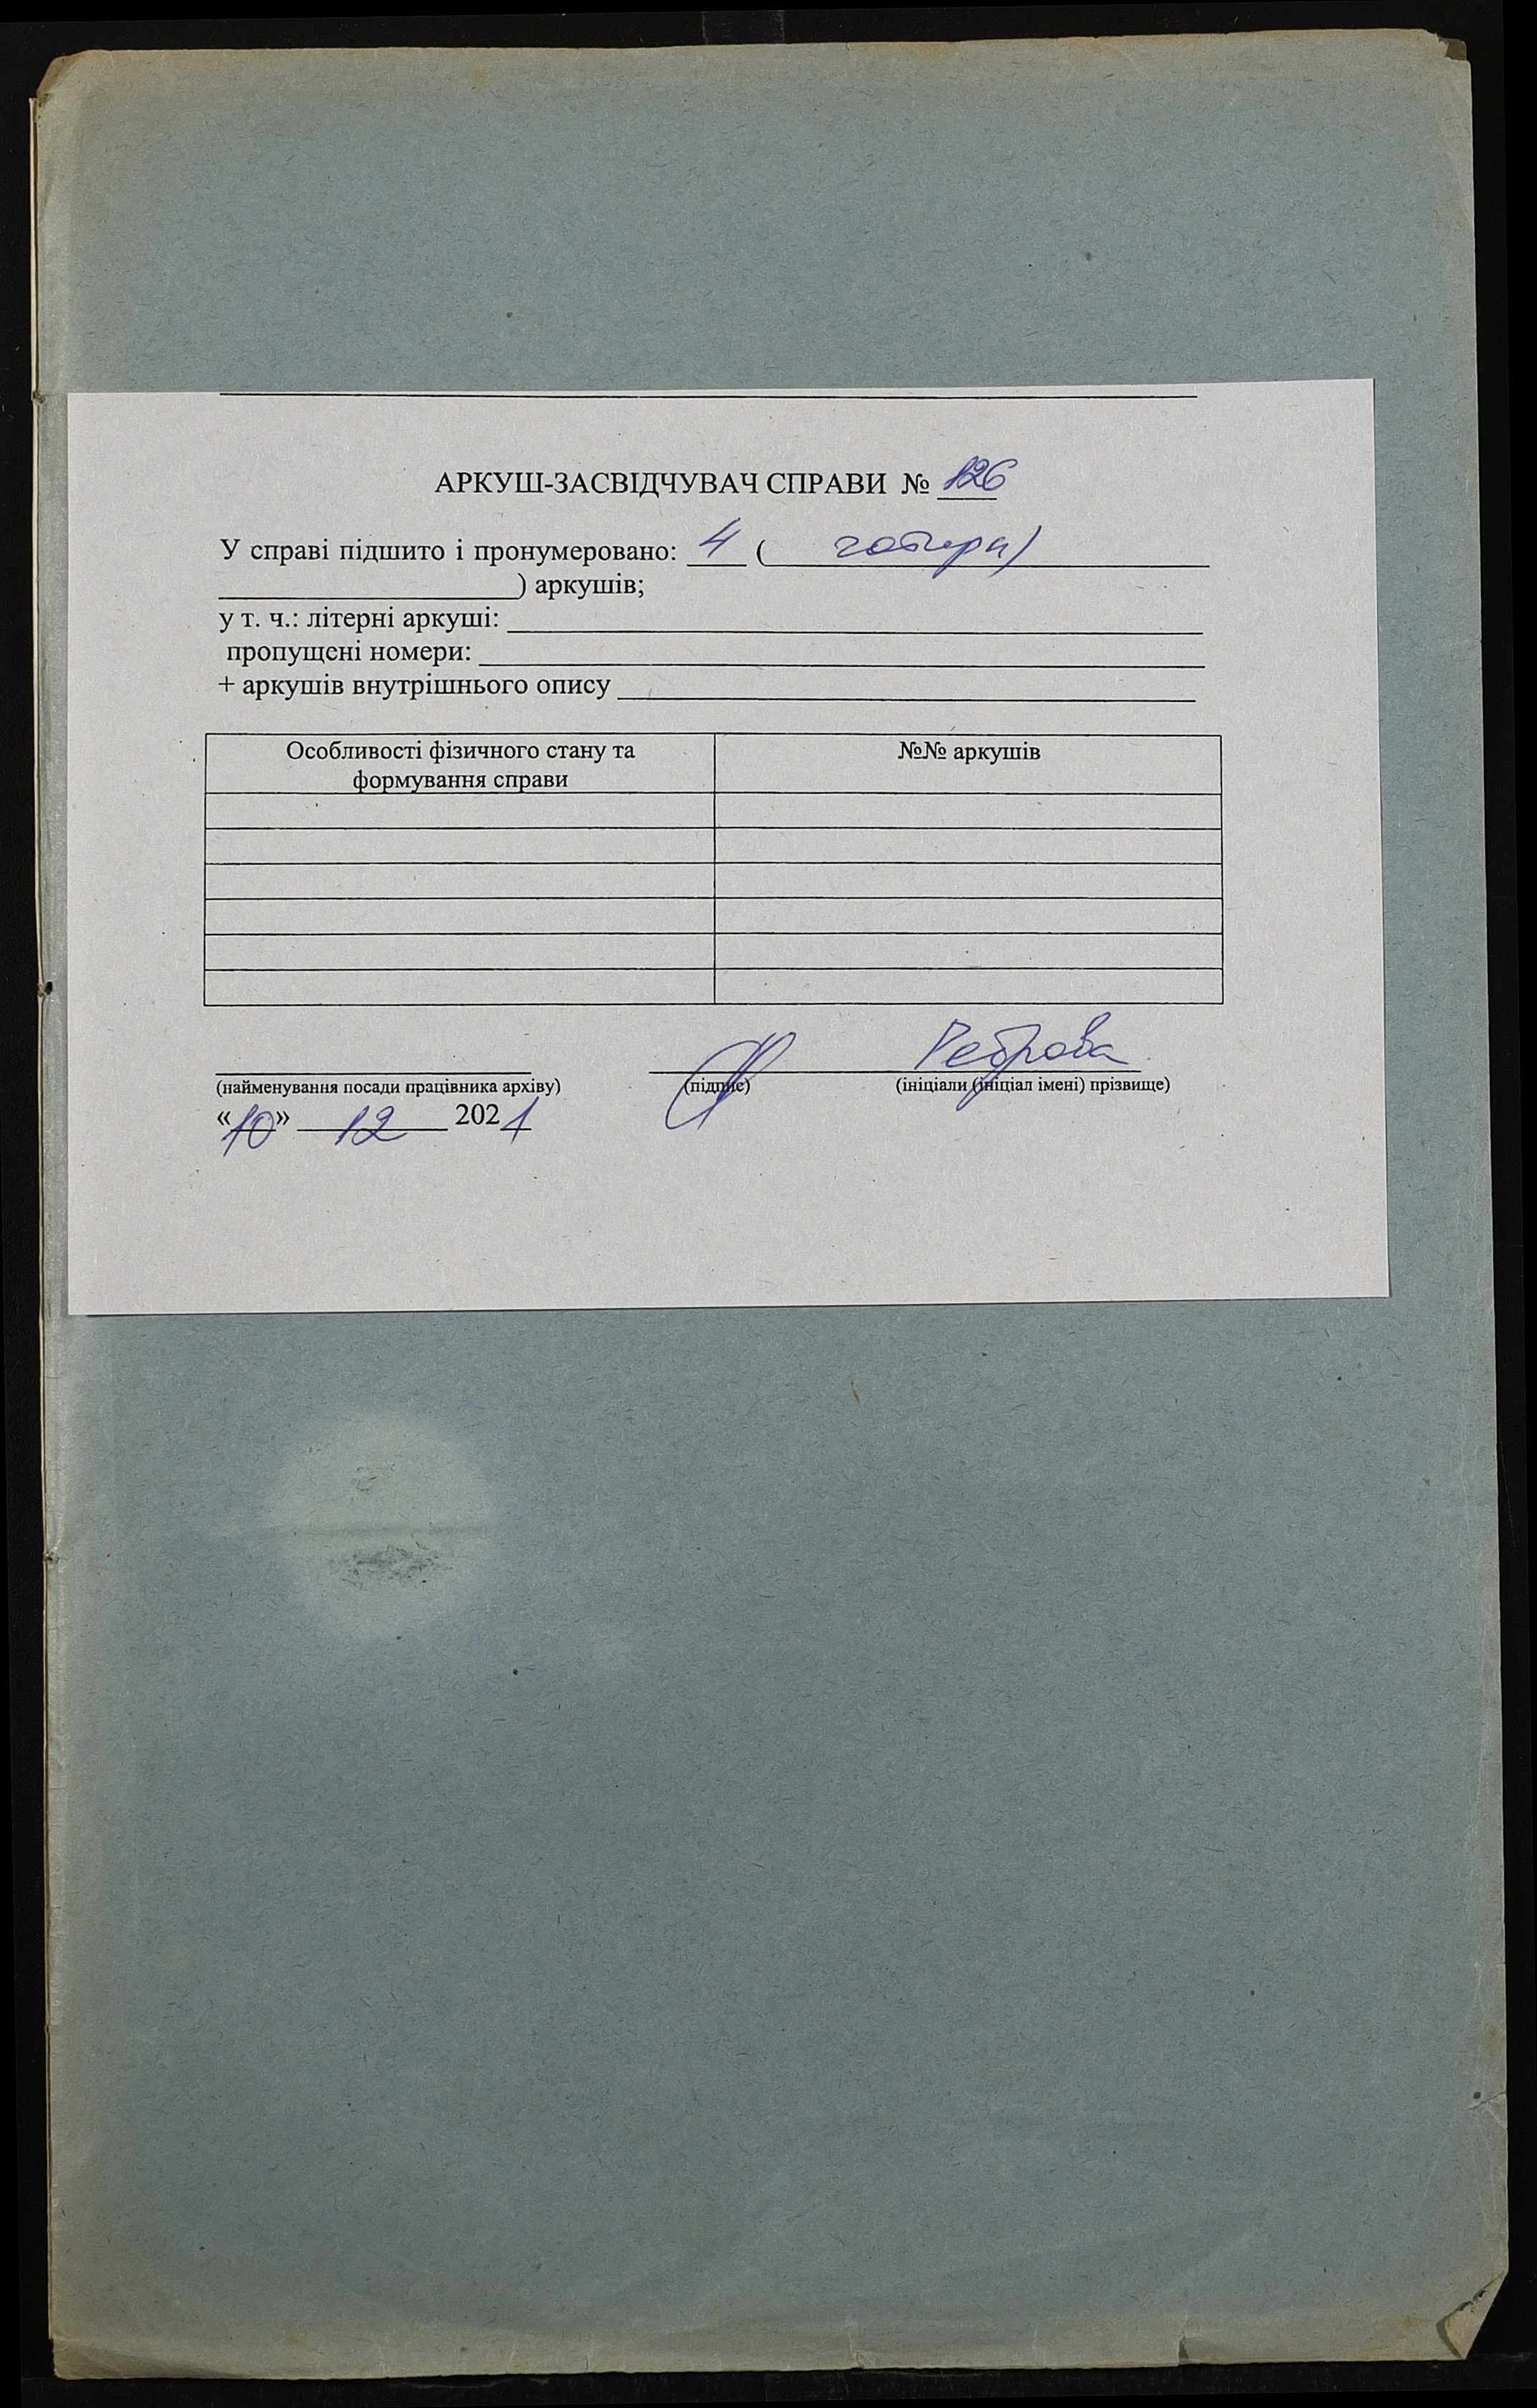 АРКУШ-ЗАСВІДЧУВАЧ СПРАВИ № 126
У справі підшито і пронумеровано: 4 ( чотири)
) аркушів;
у т. ч.: літерні аркуші:
пропущені номери:
+ аркушів внутрішнього опису
Особливості фізичного стану та формування справи
№№ аркушів
Реброва
(найменування посади працівника архіву) (підпис) (ініціали (ініціал імені) прізвище)
«10» 12 2021